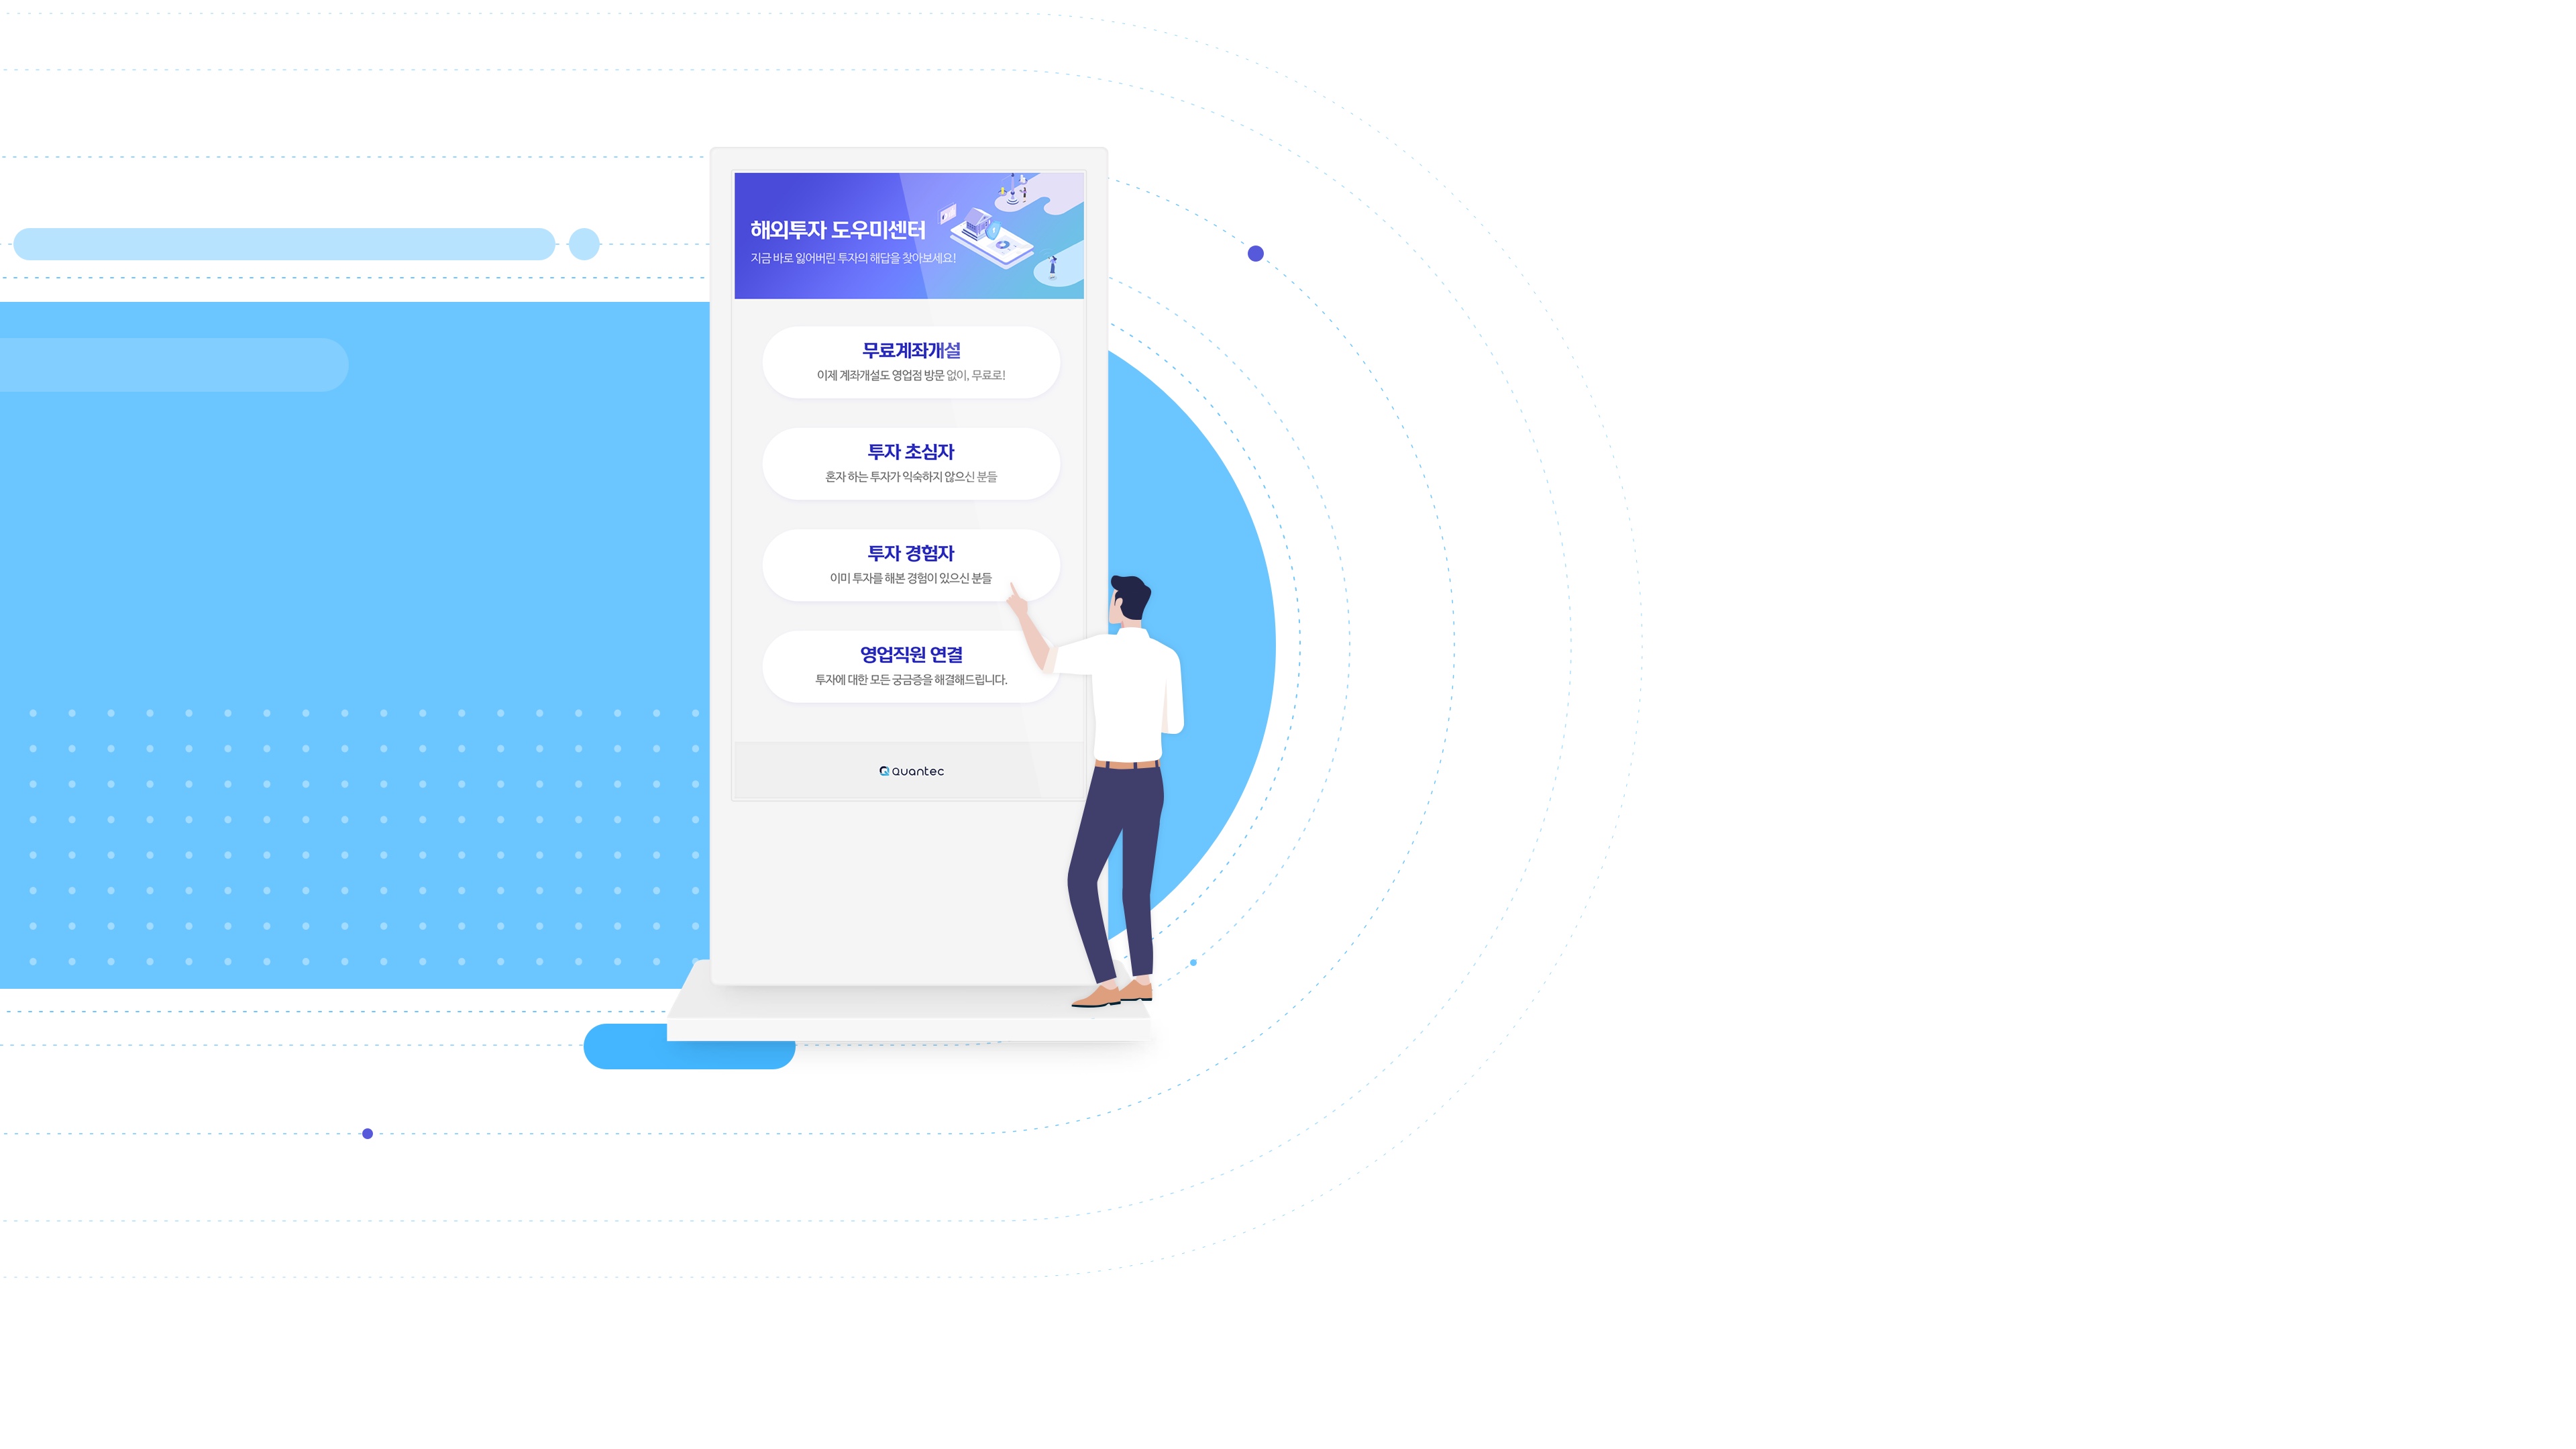 해외투자 도우미센터
지금 바로 잃어버린 투자의 해답을 찾아보세요!
무료계좌개설
이제 계좌개설도 영업점 방문 없이, 무료로!
투자 초심자
혼자 하는 투자가 익숙하지 않으신 분들
투자 경험자
이미 투자를 해본 경험이 있으신 분들
영업직원 연결
투자에 대한 모든 궁금증을 해결해드립니다.
Quantec